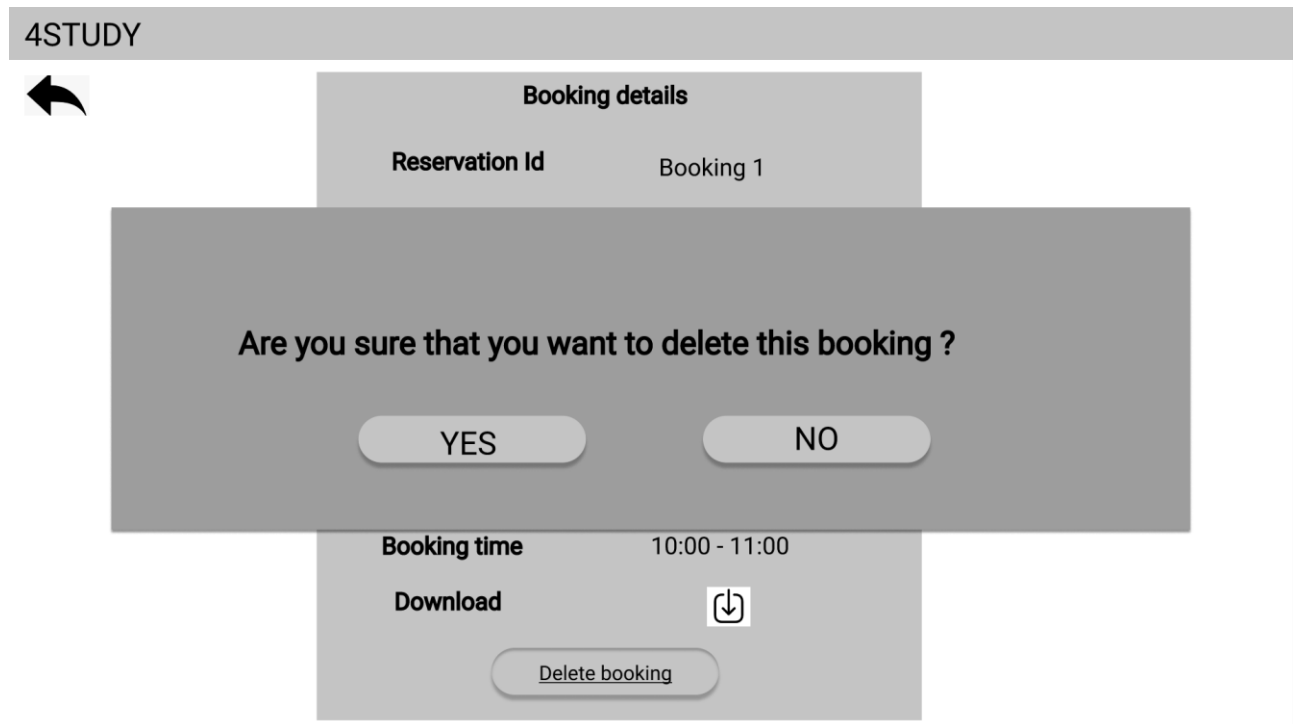 4STUDY
Booking details
Reservation Id Booking 1
Are you sure that you want to delete this booking ?
YES NO
Booking time 10:00 - 11:00
Download
Delete booking